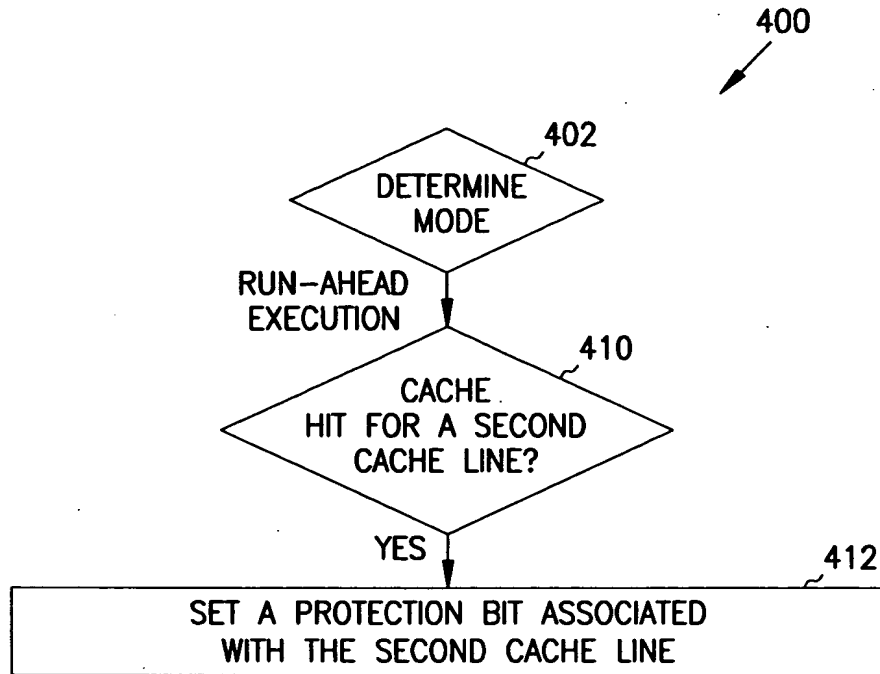 400
402
DETERMINE
MODE
RUN-AHEAD
EXECUTION
410
CACHE
HIT FOR A SECOND
CACHE LINE?
YES
412
SET A PROTECTION BIT ASSOCIATED
WITH THE SECOND CACHE LINE